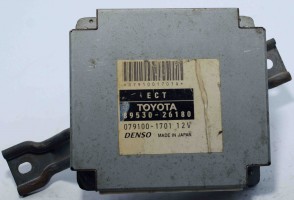 ECT
TOYOTA
89530-26180
079100-1701 12V
DENSO MADE IN JAPAN